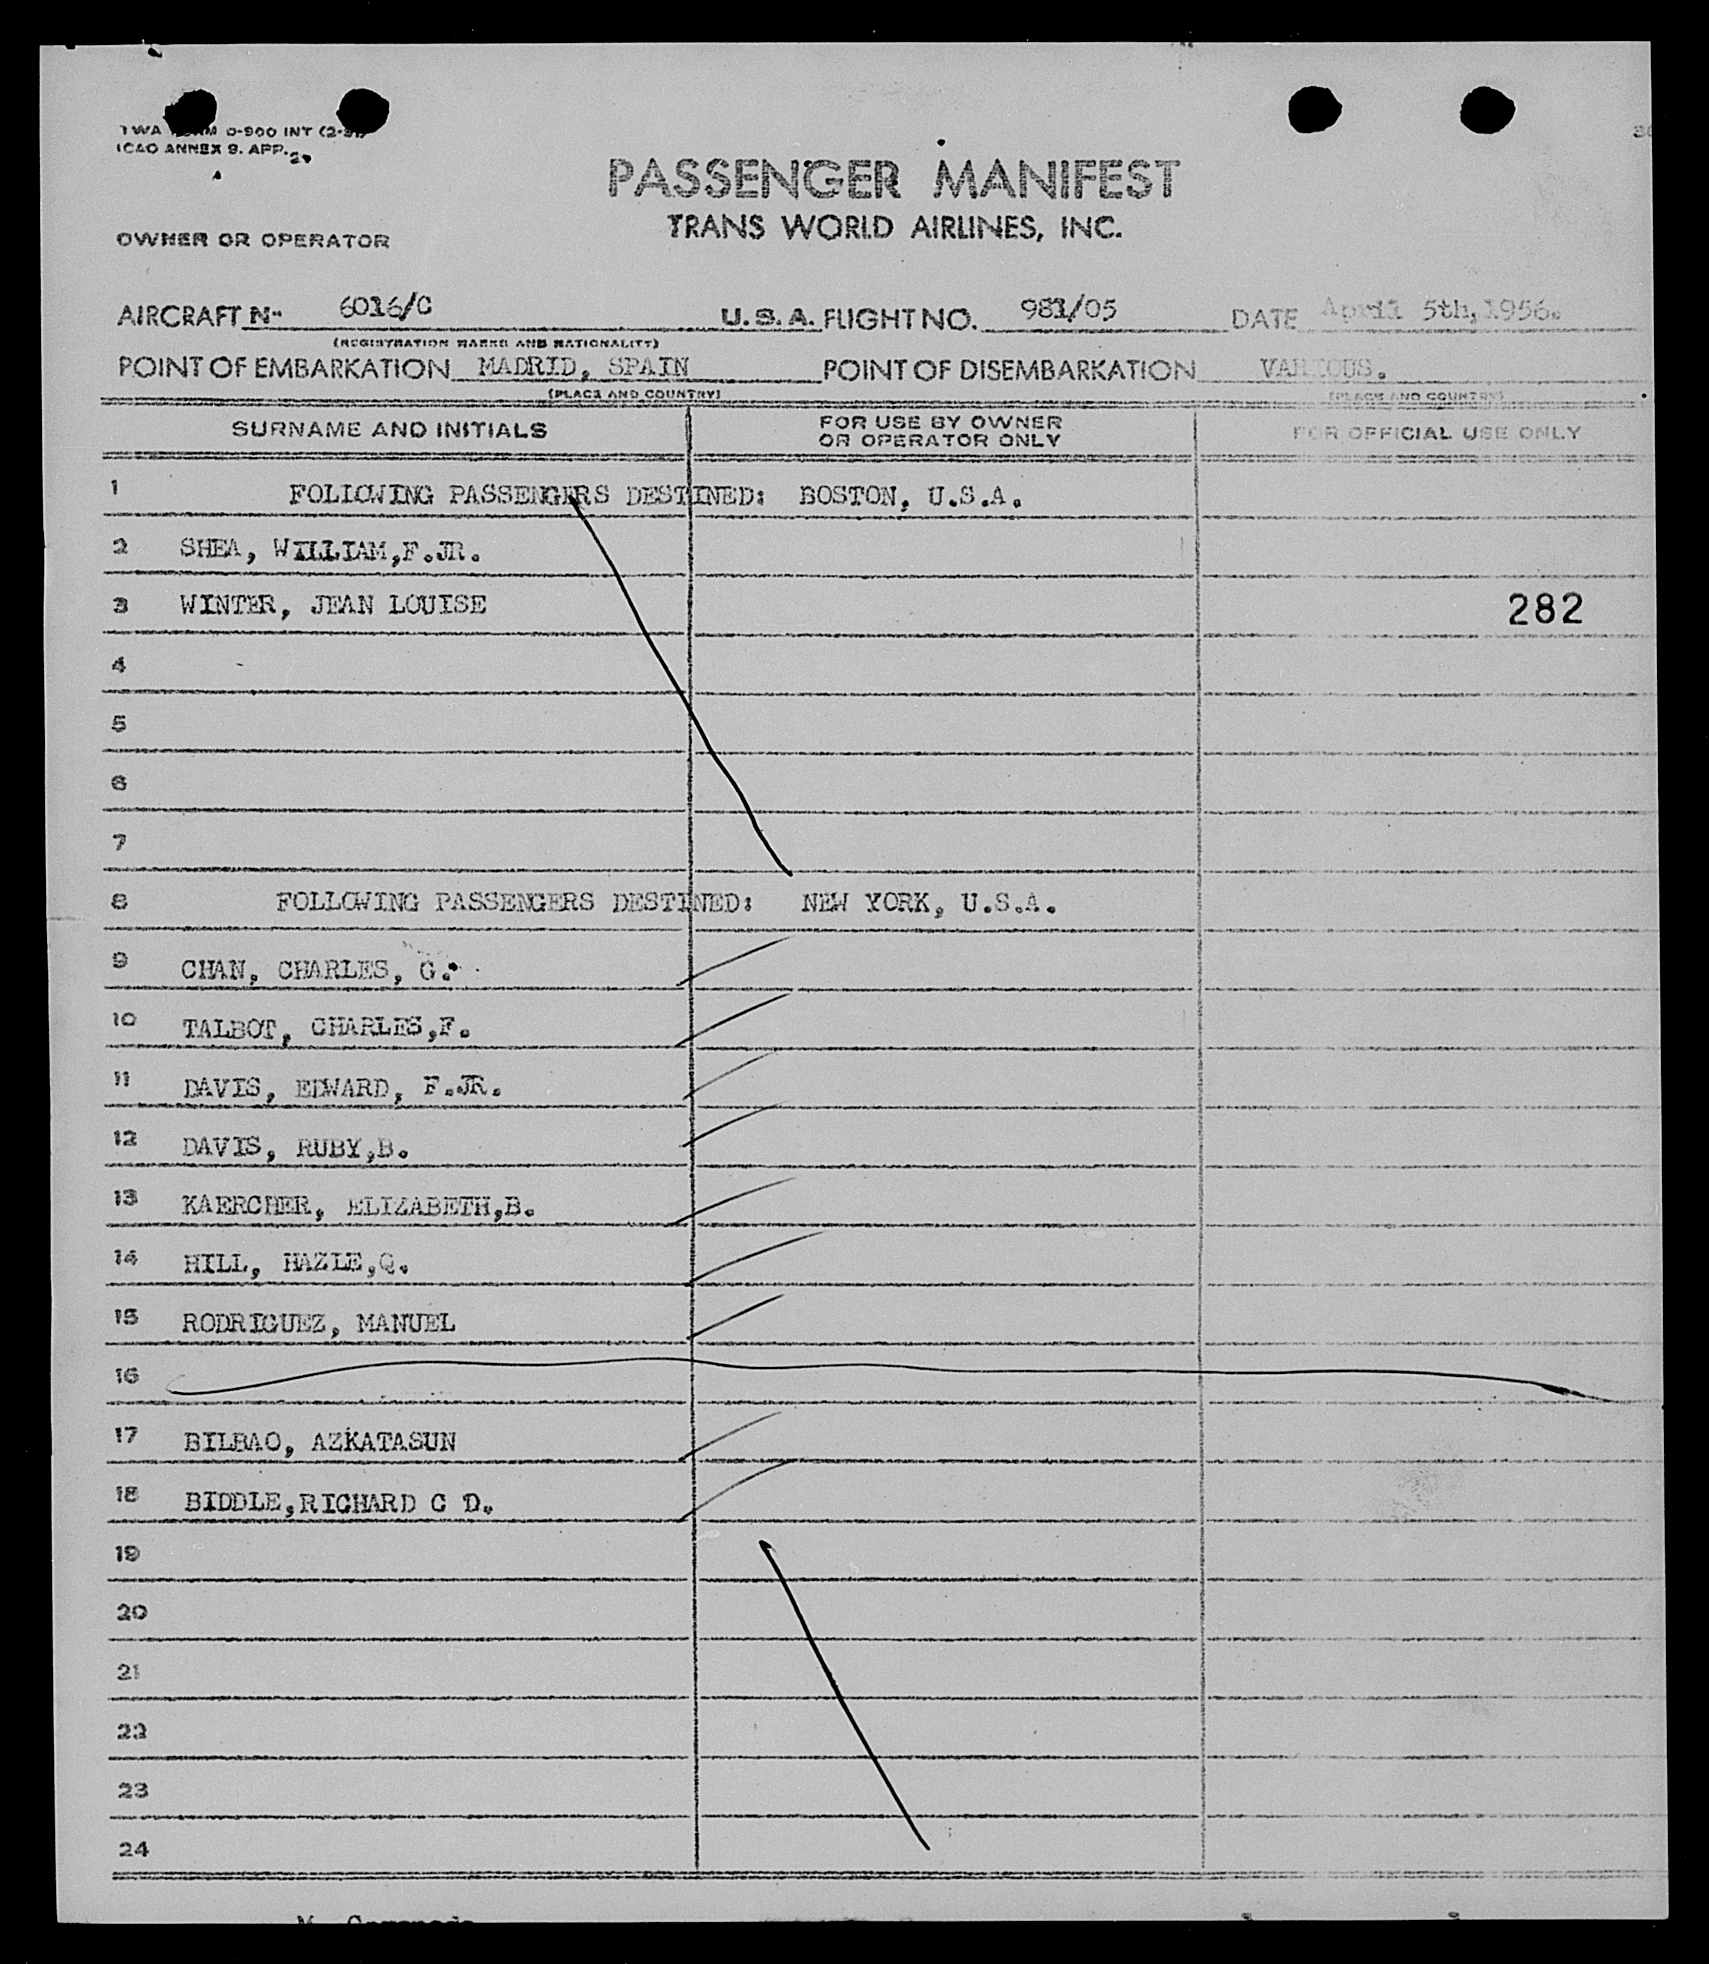 TWA FORM O-900 INT (2-51)
ICAO ANNEX 9. APP. 2.
PASSENGER MANIFEST
TRANS WORLD AIRLINES, INC.
OWNER OR OPERATOR
AIRCRAFT N- 6016/C U.S.A. FLIGHT NO. 981/05 DATE April 5th, 1956.
(REGISTRATION MARKS AND NATIONALITY)
POINT OF EMBARKATION MADRID, SPAIN POINT OF DISEMBARKATION VARIOUS.
(PLACE AND COUNTRY) (PLACE AND COUNTRY)
SURNAME AND INITIALS FOR USE BY OWNER OR OPERATOR ONLY FOR OFFICIAL USE ONLY
1 FOLLOWING PASSENGERS DESTINED: BOSTON, U.S.A.
2 SHEA, WILLIAM,F.JR.
3 WINTER, JEAN LOUISE 282
4
5
6
7
8 FOLLOWING PASSENGERS DESTINED: NEW YORK, U.S.A.
9 CHAN, CHARLES, G.
10 TALBOT, CHARLES,F.
11 DAVIS, EDWARD, F.JR.
12 DAVIS, RUBY,B.
13 KAERCHER, ELIZABETH,B.
14 HILL, HAZLE,Q.
15 RODRIGUEZ, MANUEL
16
17 BILBAO, AZKATASUN
18 BIDDLE,RICHARD C D.
19
20
21
22
23
24